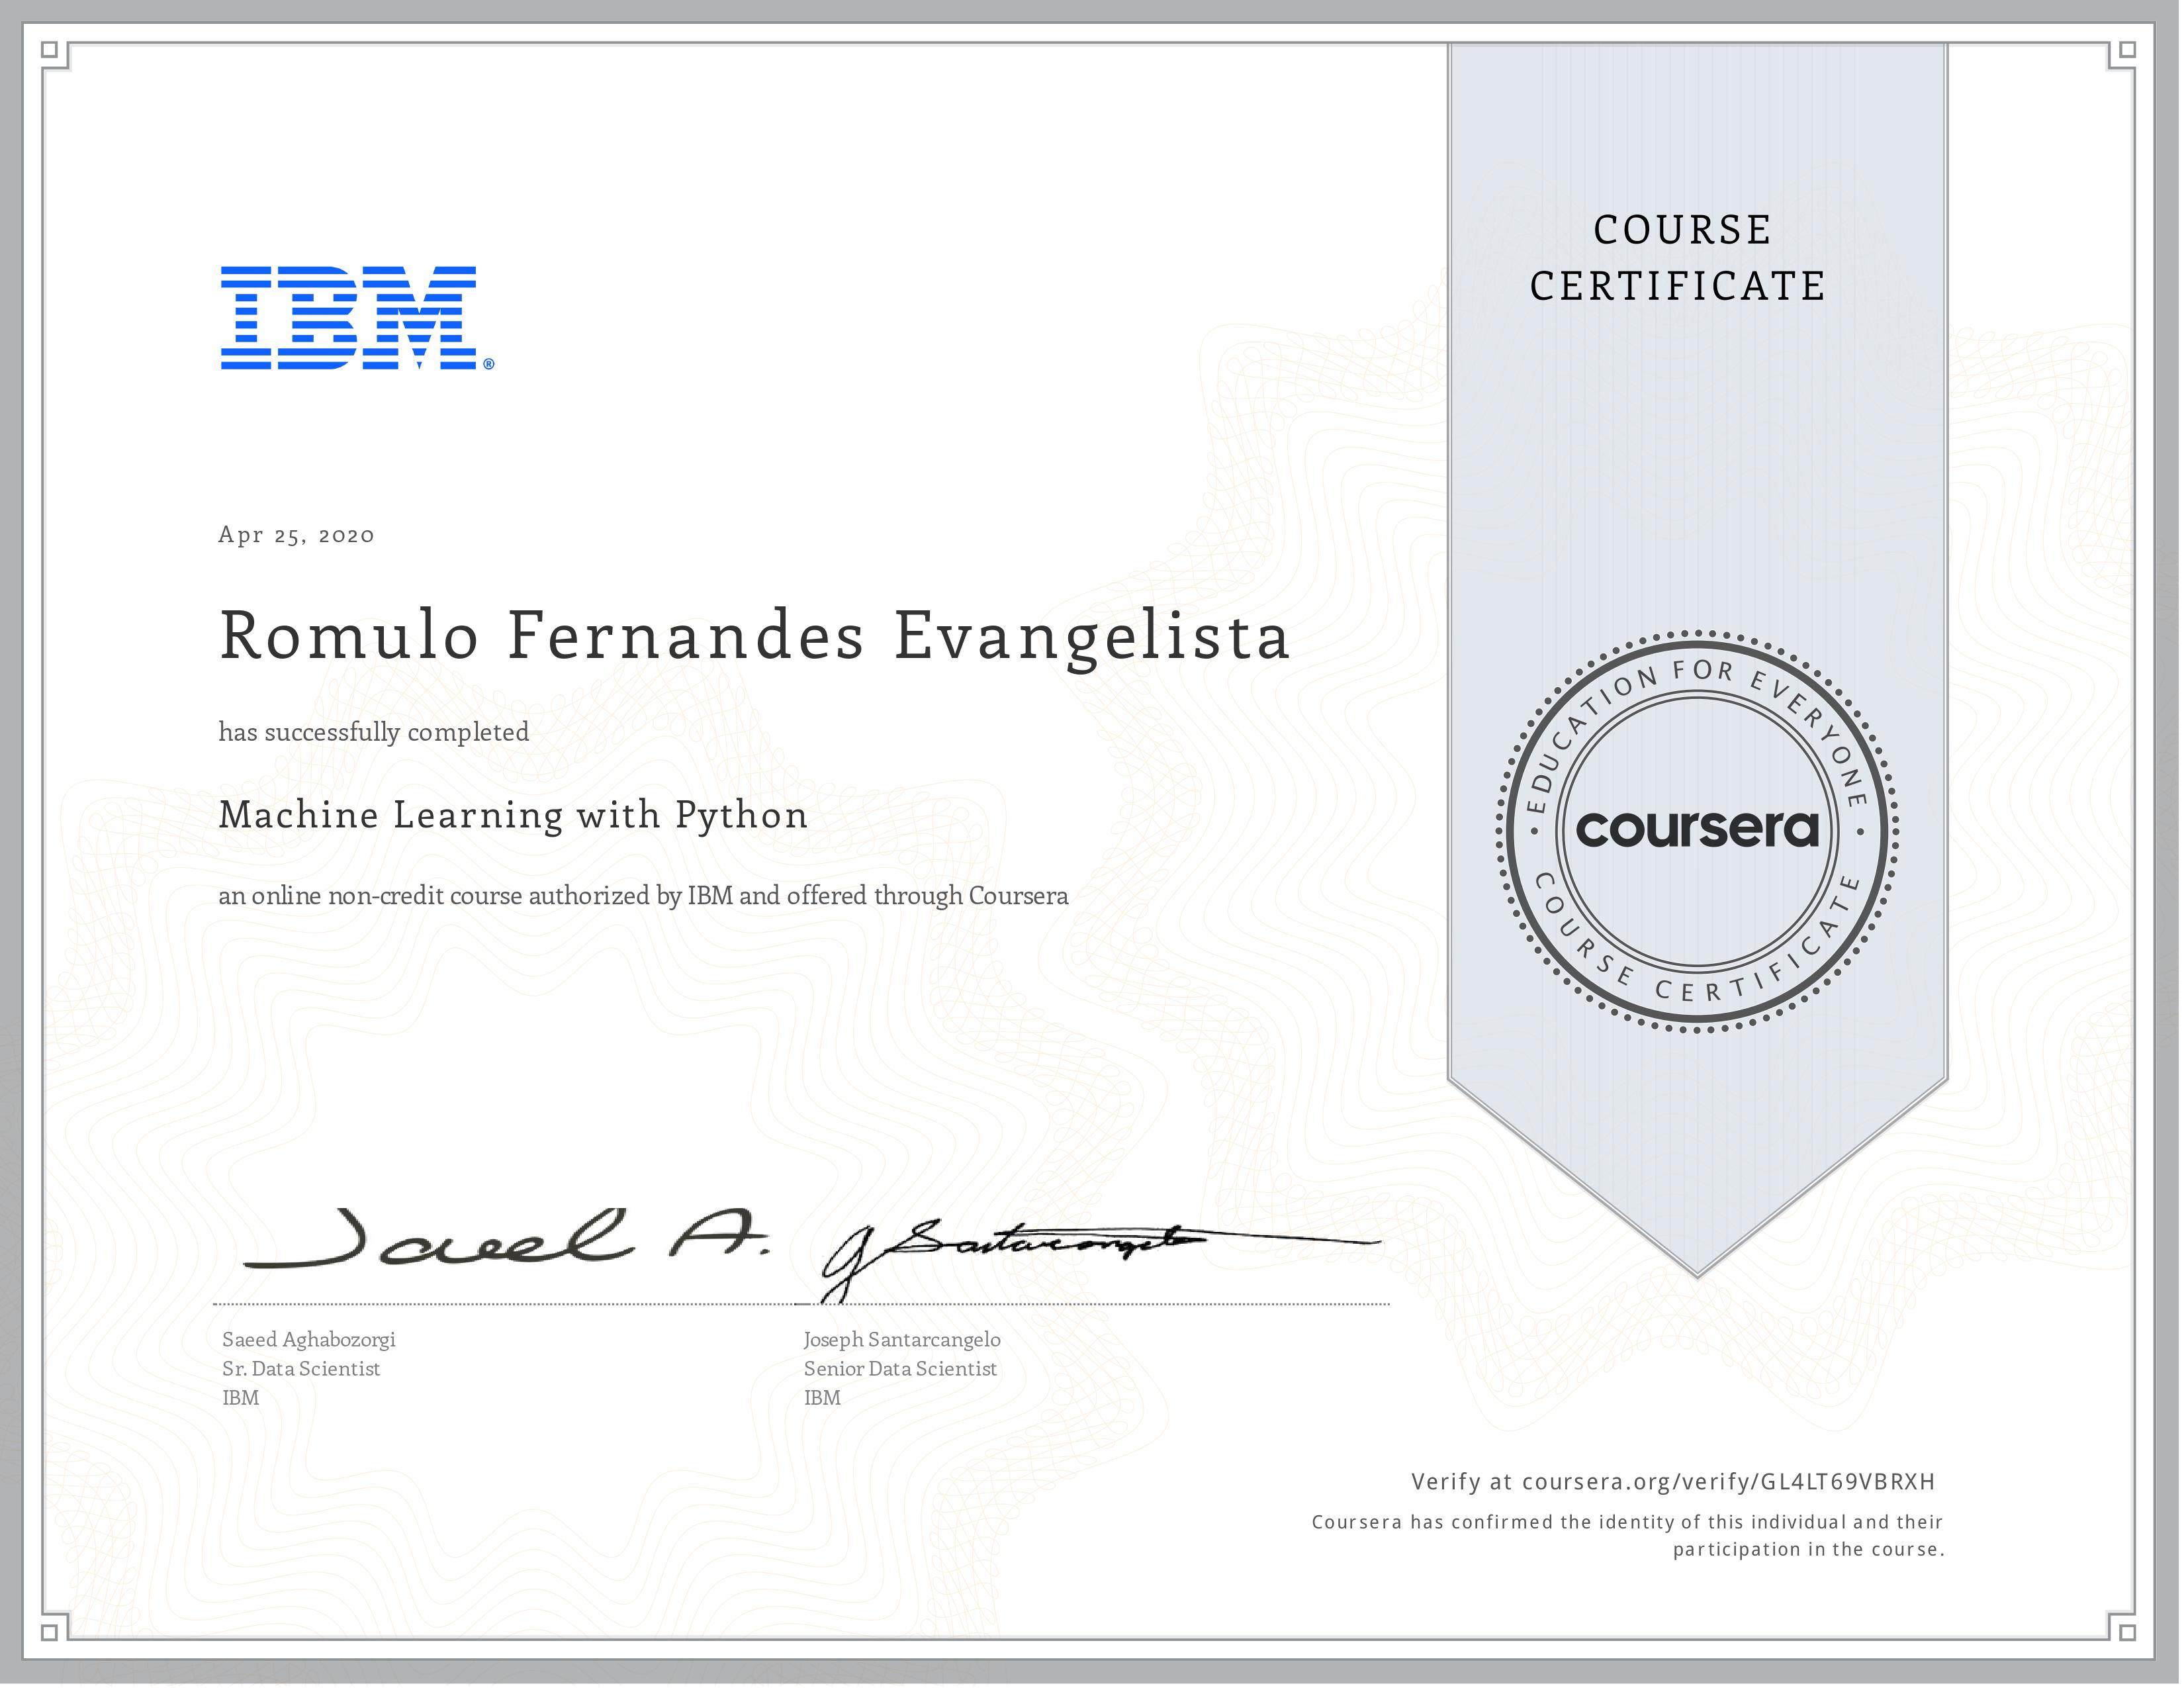 COURSE
CERTIFICATE
IBM®
Apr 25, 2020
Romulo Fernandes Evangelista
has successfully completed
Machine Learning with Python
an online non-credit course authorized by IBM and offered through Coursera
EDUCATION FOR EVERYONE
coursera
COURSE CERTIFICATE
Saeed A.
J Santarcangelo
Saeed Aghabozorgi
Sr. Data Scientist
IBM
Joseph Santarcangelo
Senior Data Scientist
IBM
Verify at coursera.org/verify/GL4LT69VBRXH
Coursera has confirmed the identity of this individual and their
participation in the course.